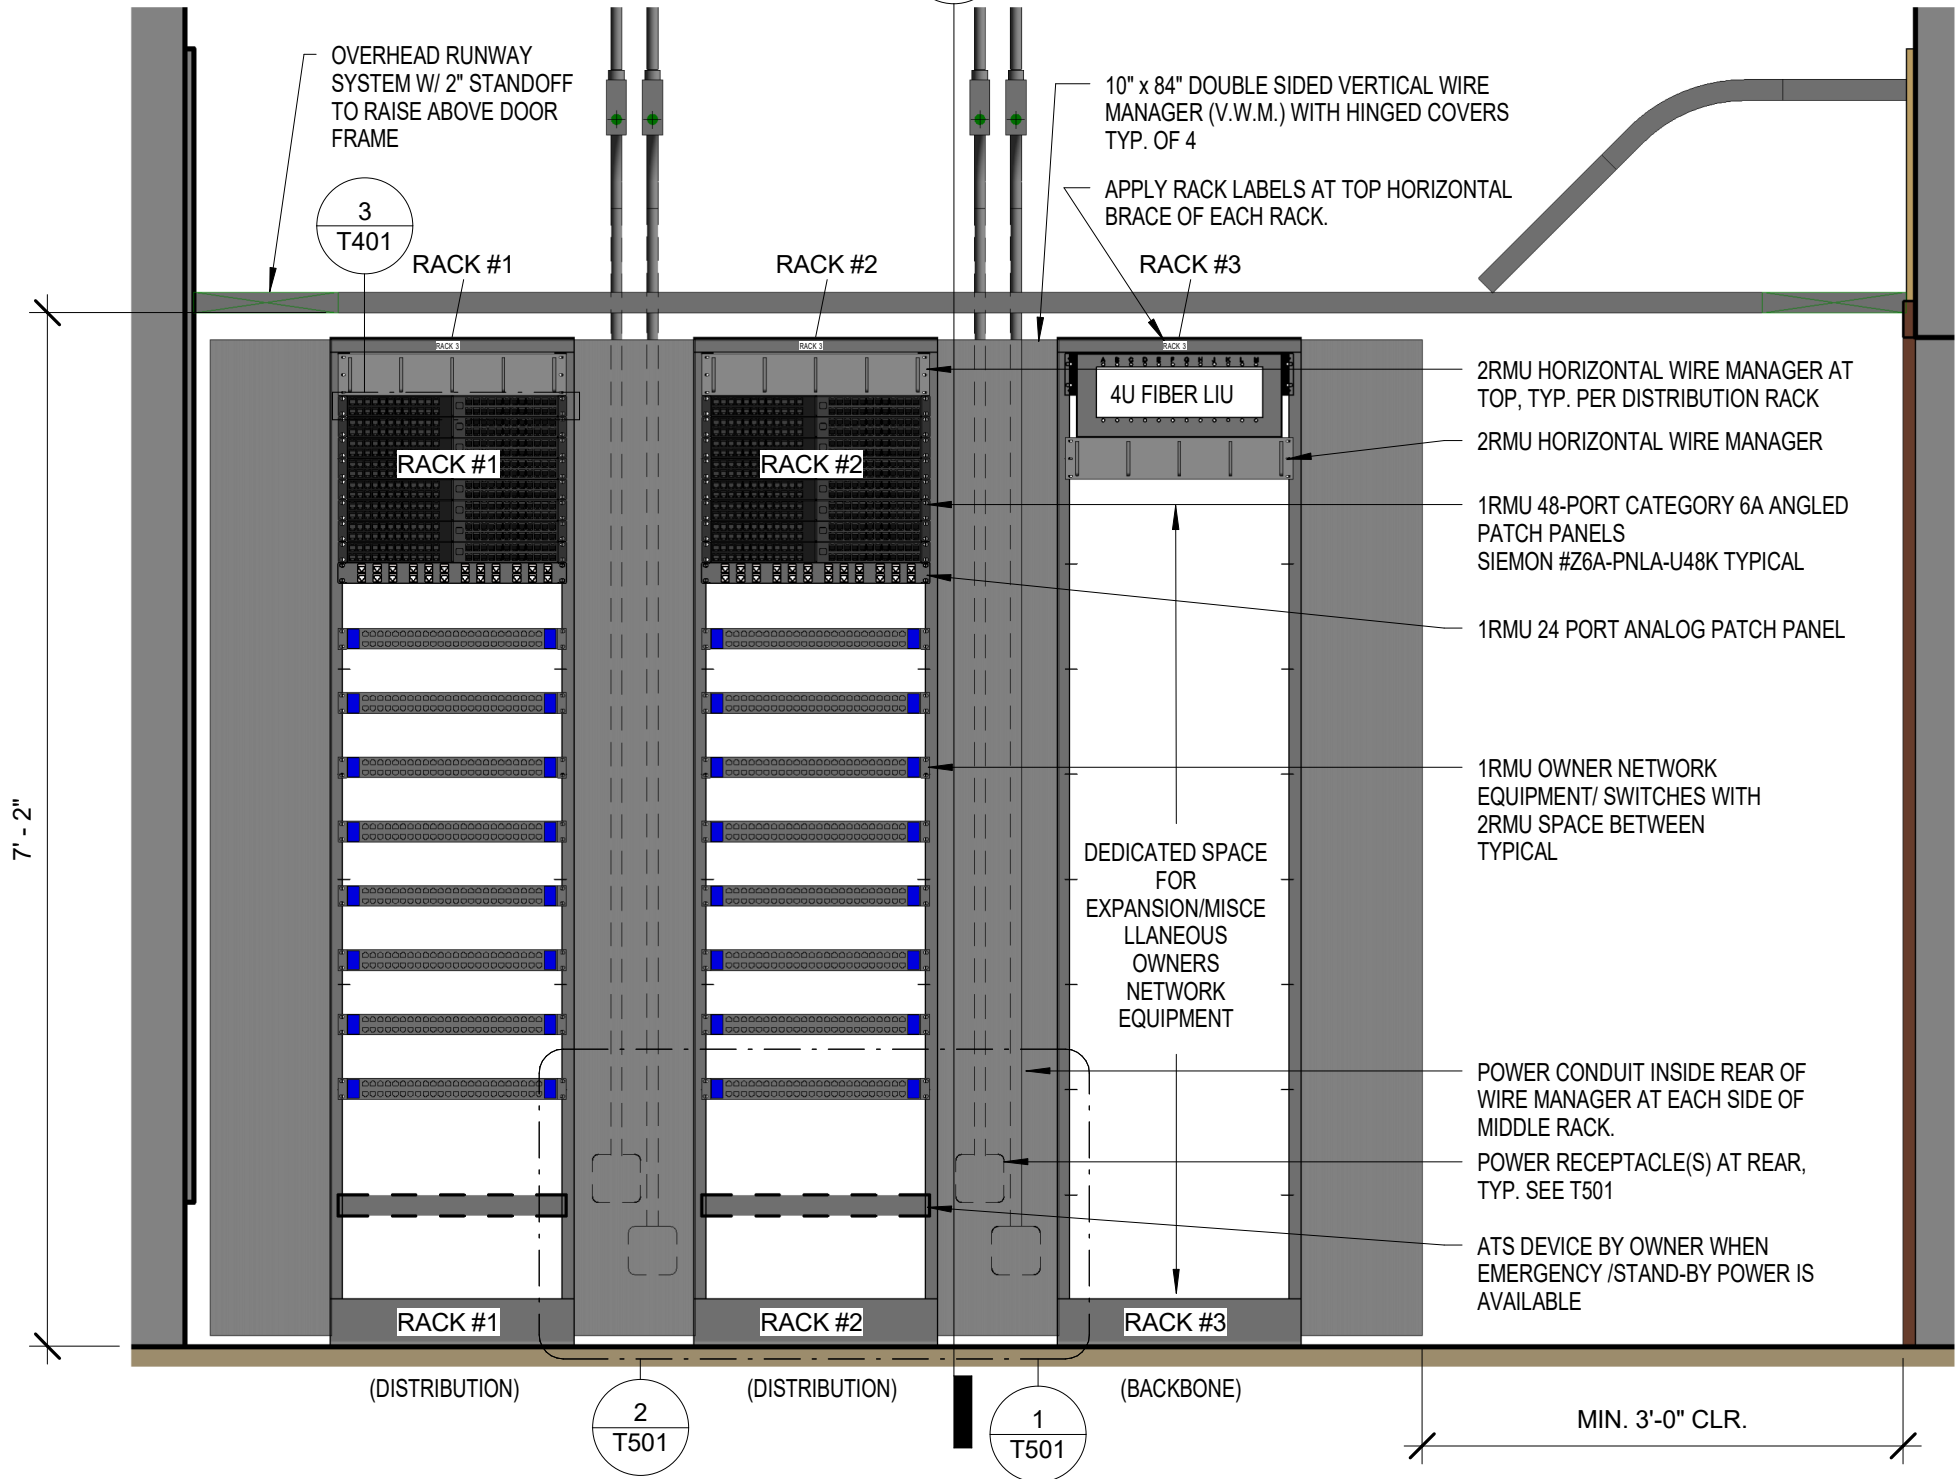 OVERHEAD RUNWAY
SYSTEM W/ 2" STANDOFF
TO RAISE ABOVE DOOR
FRAME
10" x 84" DOUBLE SIDED VERTICAL WIRE
MANAGER (V.W.M.) WITH HINGED COVERS
TYP. OF 4
APPLY RACK LABELS AT TOP HORIZONTAL
BRACE OF EACH RACK.
3
T401
RACK #1
RACK #2
RACK #3
RACK 3
RACK 3
RACK 3
A B C D E F G H J K L M
4U FIBER LIU
2RMU HORIZONTAL WIRE MANAGER AT
TOP, TYP. PER DISTRIBUTION RACK
2RMU HORIZONTAL WIRE MANAGER
RACK #1
RACK #2
1RMU 48-PORT CATEGORY 6A ANGLED
PATCH PANELS
SIEMON #Z6A-PNLA-U48K TYPICAL
1RMU 24 PORT ANALOG PATCH PANEL
1RMU OWNER NETWORK
EQUIPMENT/ SWITCHES WITH
2RMU SPACE BETWEEN
TYPICAL
7' - 2"
DEDICATED SPACE
FOR
EXPANSION/MISCE
LLANEOUS
OWNERS
NETWORK
EQUIPMENT
POWER CONDUIT INSIDE REAR OF
WIRE MANAGER AT EACH SIDE OF
MIDDLE RACK.
POWER RECEPTACLE(S) AT REAR,
TYP. SEE T501
ATS DEVICE BY OWNER WHEN
EMERGENCY /STAND-BY POWER IS
AVAILABLE
RACK #1
RACK #2
RACK #3
(DISTRIBUTION)
(DISTRIBUTION)
(BACKBONE)
2
T501
1
T501
MIN. 3'-0" CLR.